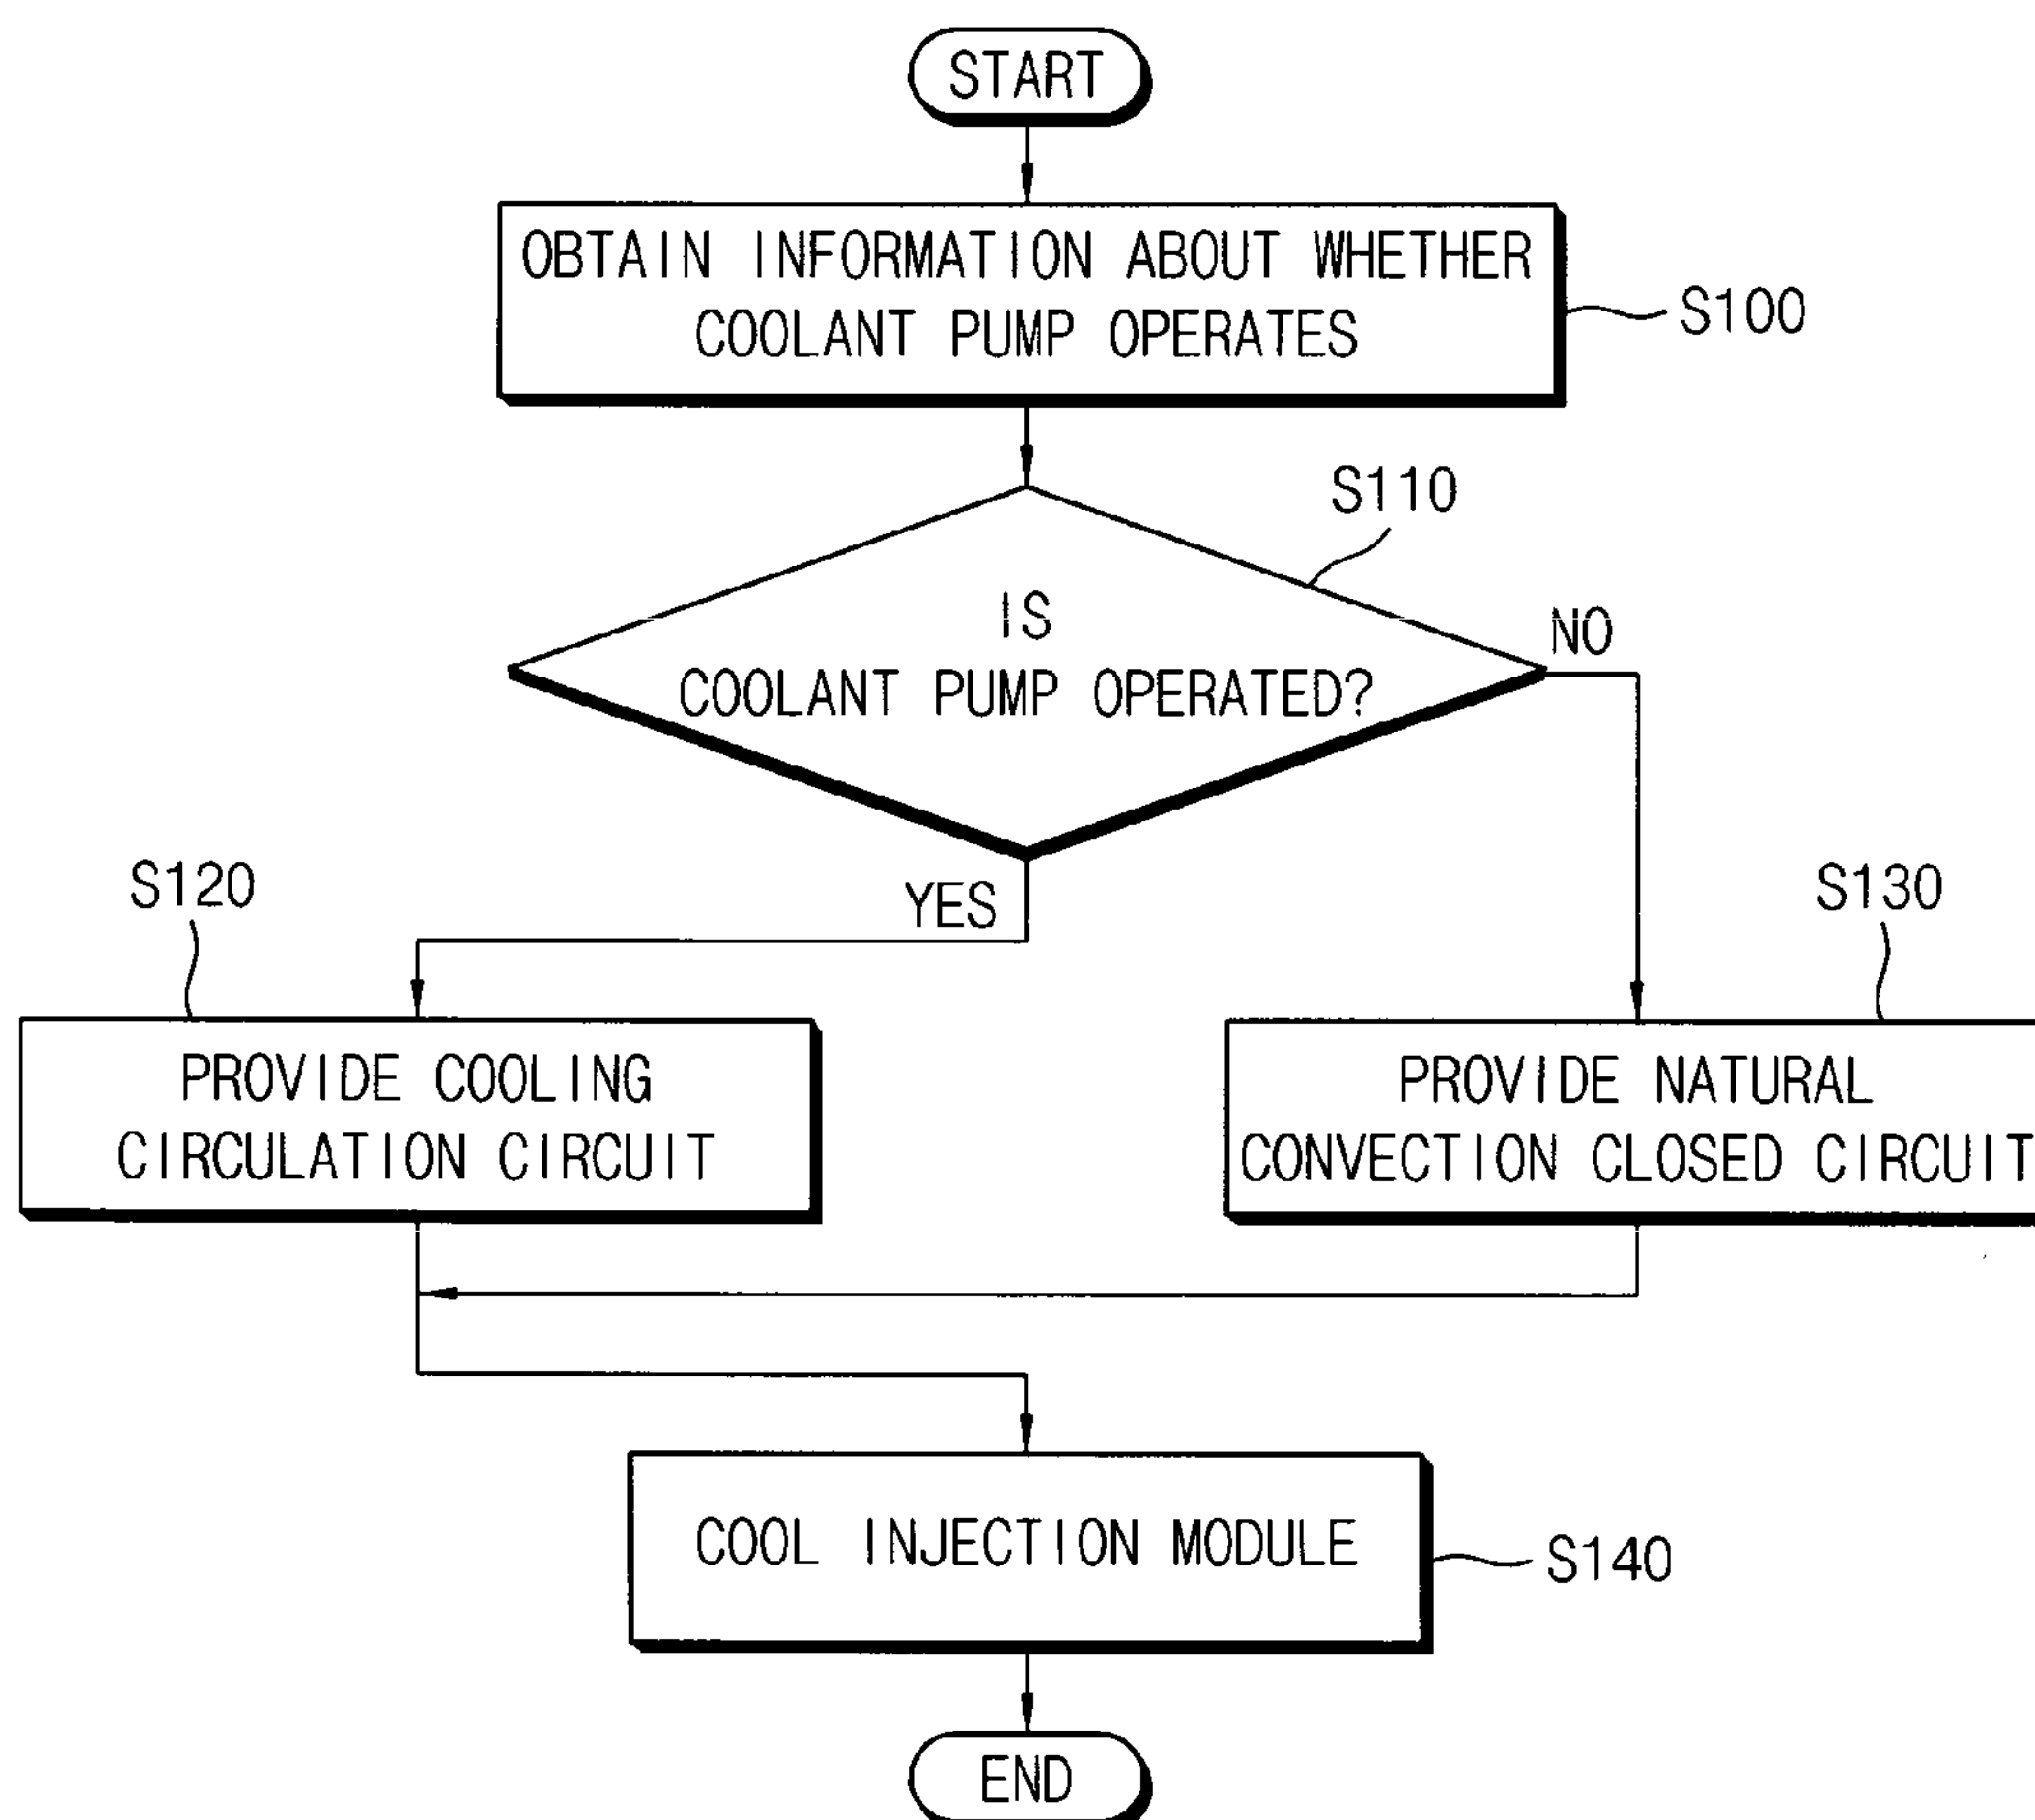 START
OBTAIN INFORMATION ABOUT WHETHER
COOLANT PUMP OPERATES
S100
S110
IS
COOLANT PUMP OPERATED?
NO
YES
S120
PROVIDE COOLING
CIRCULATION CIRCUIT
S130
PROVIDE NATURAL
CONVECTION CLOSED CIRCUIT
COOL INJECTION MODULE
S140
END